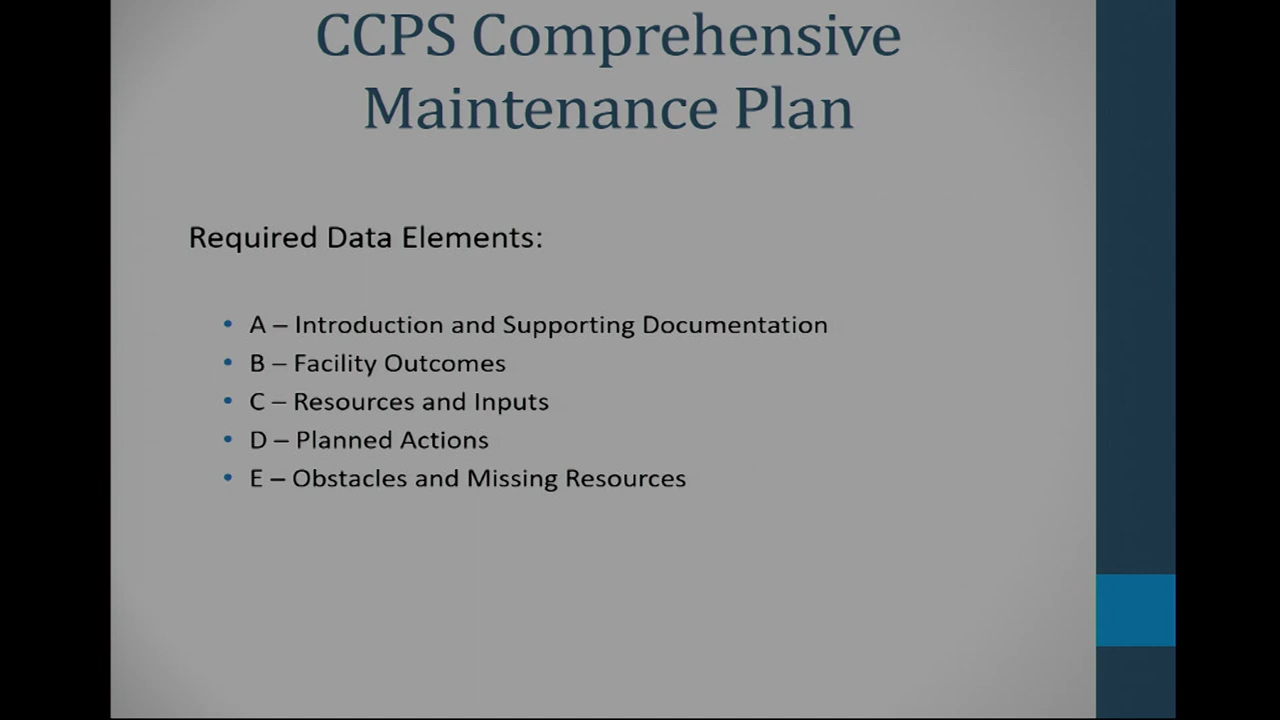 CCPS Comprehensive
Maintenance Plan
Required Data Elements:
• A – Introduction and Supporting Documentation
• B – Facility Outcomes
• C – Resources and Inputs
• D – Planned Actions
• E – Obstacles and Missing Resources